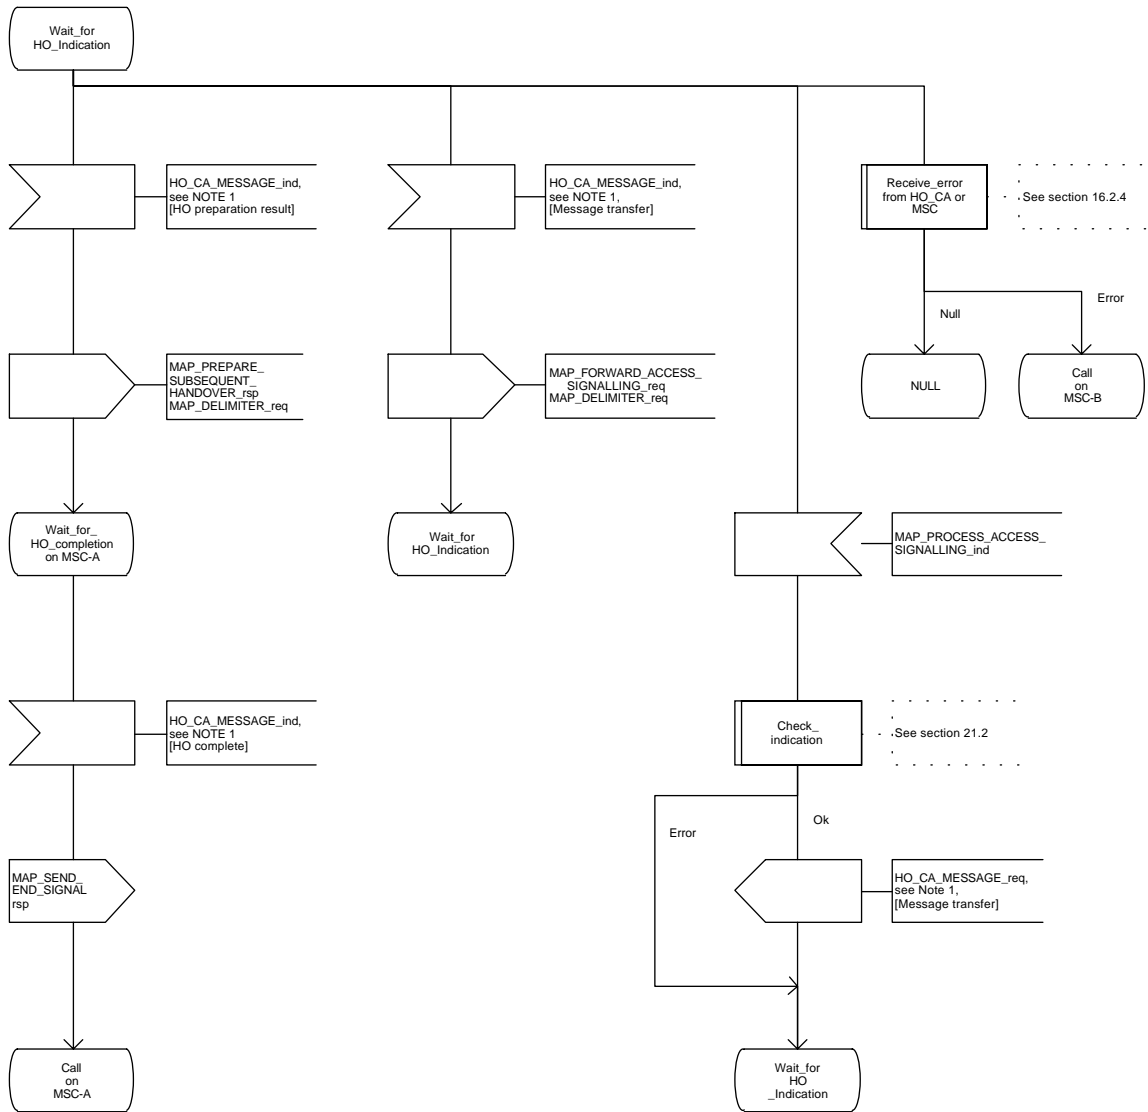 Wait_for
HO_Indication
HO_CA_MESSAGE_ind,
see NOTE 1
[HO preparation result]
HO_CA_MESSAGE_ind,
see NOTE 1,
[Message transfer]
Receive_error
from HO_CA or
MSC
See section 16.2.4
Null
Error
MAP_PREPARE_
SUBSEQUENT_
HANDOVER_rsp
MAP_DELIMITER_req
MAP_FORWARD_ACCESS_
SIGNALLING_req
MAP_DELIMITER_req
NULL
Call
on
MSC-B
Wait_for_
HO_completion
on MSC-A
Wait_for
HO_Indication
MAP_PROCESS_ACCESS_
SIGNALLING_ind
HO_CA_MESSAGE_ind,
see NOTE 1
[HO complete]
Check_
indication
See section 21.2
Error
Ok
MAP_SEND_
END_SIGNAL
rsp
HO_CA_MESSAGE_req,
see Note 1,
[Message transfer]
Call
on
MSC-A
Wait_for
HO
_Indication